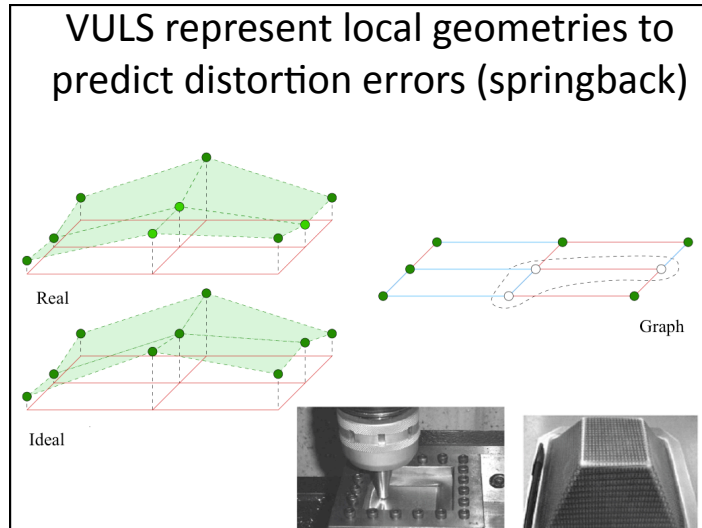 VULS represent local geometries to
predict distortion errors (springback)
Real
Graph
Ideal